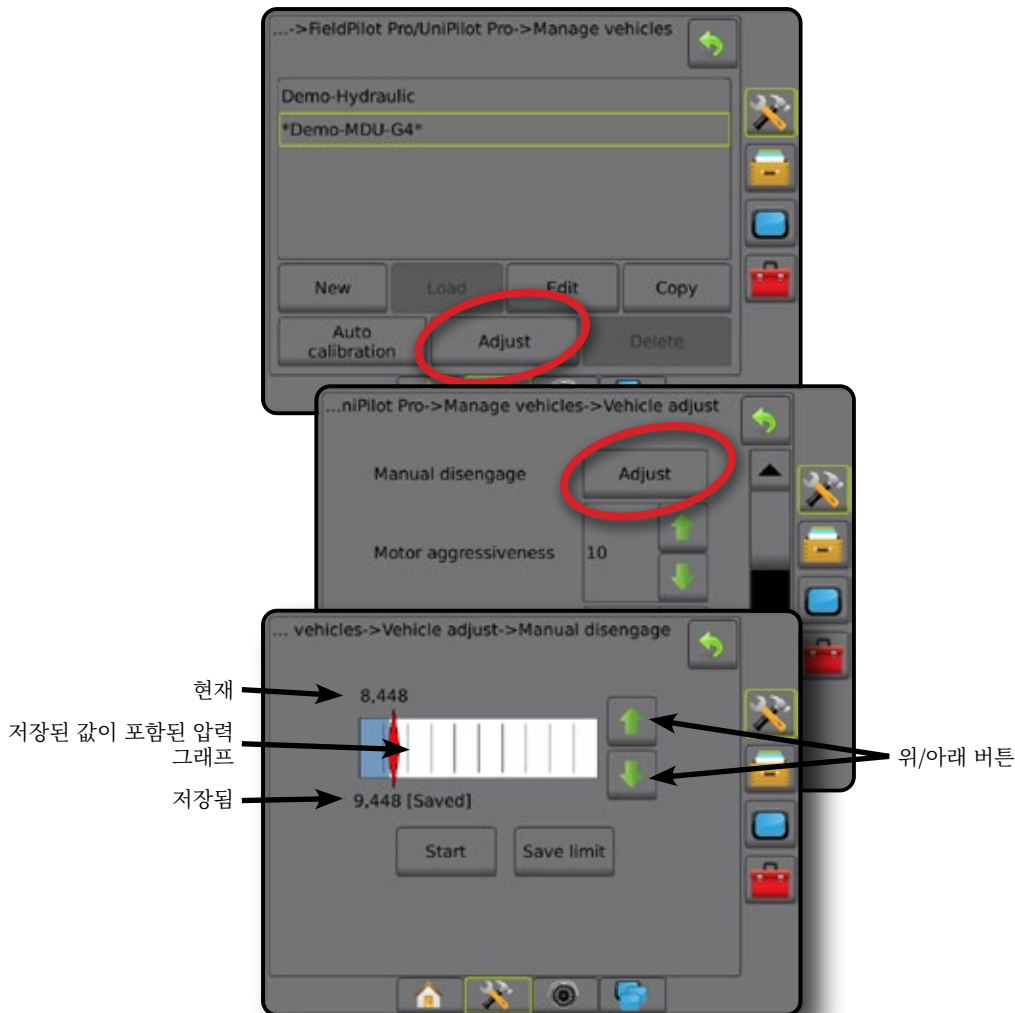 ...->FieldPilot Pro/UniPilot Pro->Manage vehicles
Demo-Hydraulic
*Demo-MDU-G4*
New
Load
Edit
Copy
Auto
calibration
Adjust
Delete
...niPilot Pro->Manage vehicles->Vehicle adjust
Manual disengage
Adjust
Motor aggressiveness
10
... vehicles->Vehicle adjust->Manual disengage
현재
8,448
저장된 값이 포함된 압력
그래프
위/아래 버튼
저장됨
9,448 [Saved]
Start
Save limit